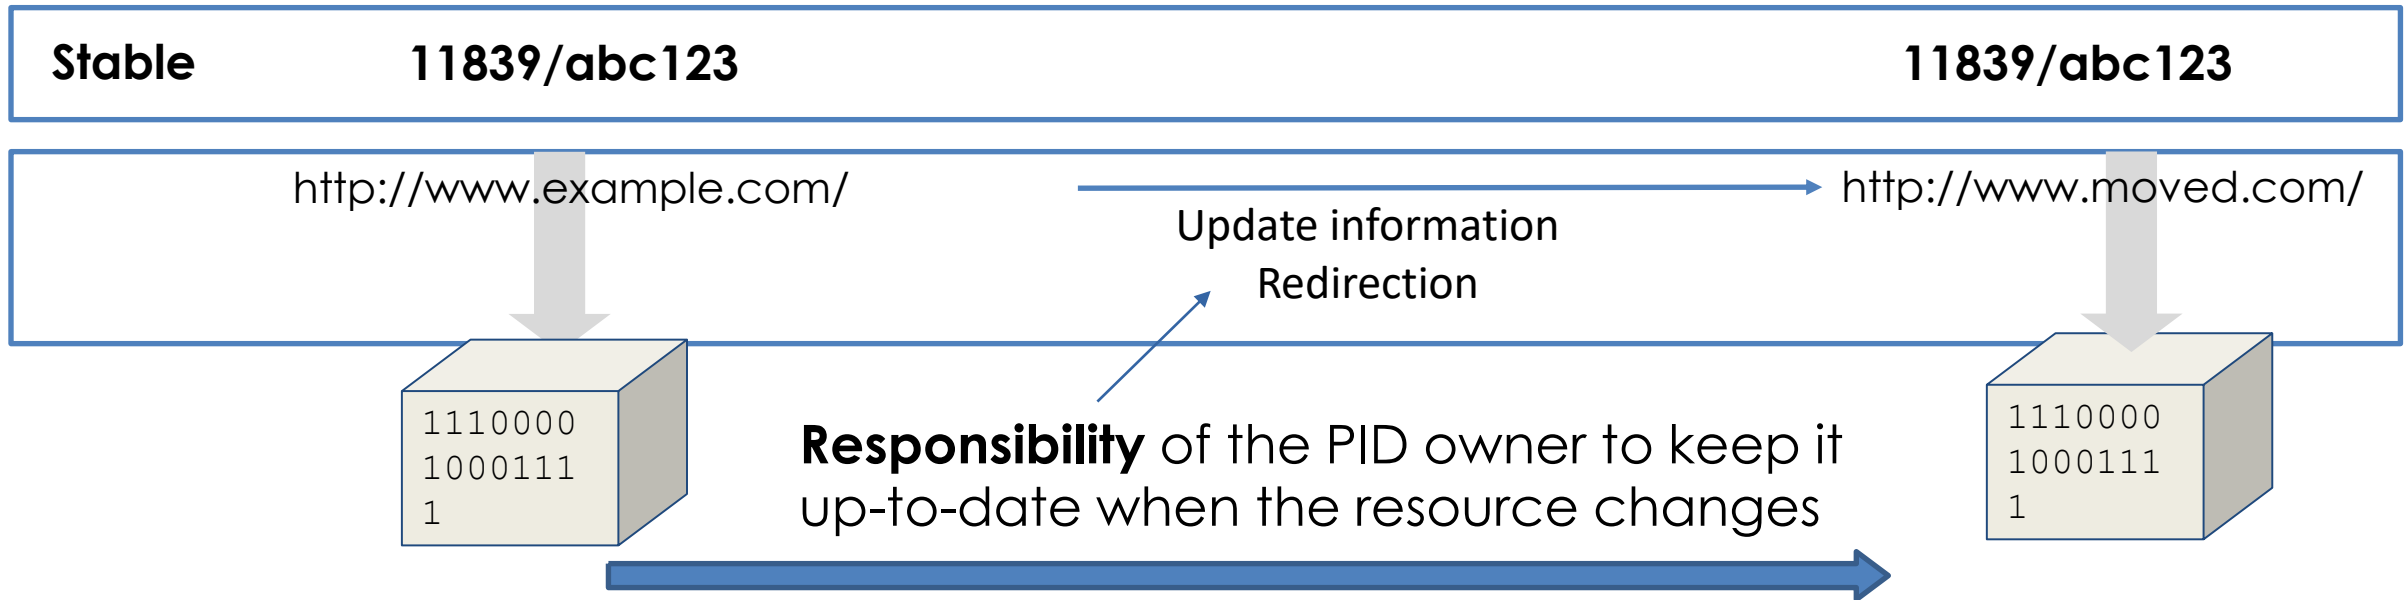 Stable 11839/abc123 11839/abc123
http://www.example.com/ http://www.moved.com/
Update information
Redirection
1110000
1000111
1
Responsibility of the PID owner to keep it
up-to-date when the resource changes
1110000
1000111
1